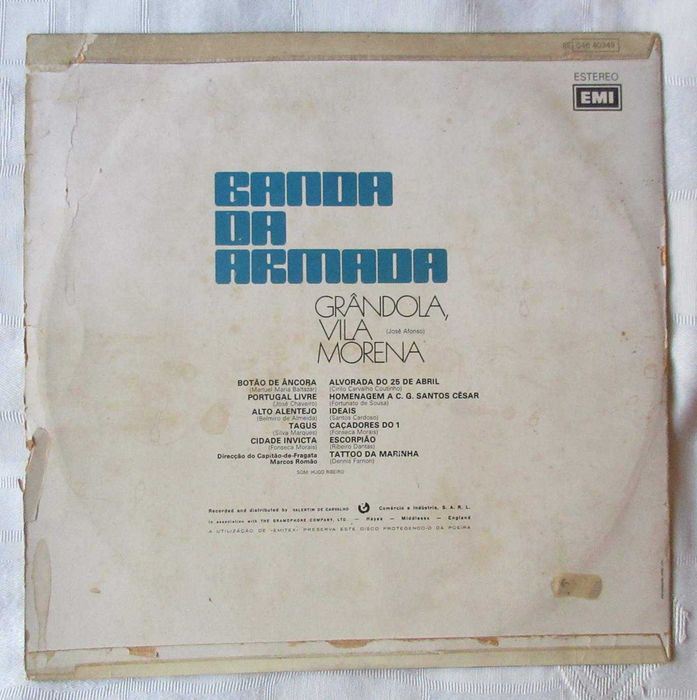 8E 046 40349
ESTEREO
EMI
BANDA
DA
ARMADA
GRÂNDOLA,
VILA (José Afonso)
MORENA
BOTÃO DE ÂNCORA
(Manuel Maria Baltazar)
PORTUGAL LIVRE
(José Chaveiro)
ALTO ALENTEJO
(Belmiro de Almeida)
TAGUS
(Silva Marques)
CIDADE INVICTA
(Fonseca Morais)
Direcção do Capitão-de-Fragata
Marcos Romão
ALVORADA DO 25 DE ABRIL
(Cirilo Carvalho Coutinho)
HOMENAGEM A C. G. SANTOS CÉSAR
(Fortunato de Sousa)
IDEAIS
(Santos Cardoso)
CAÇADORES DO 1
(Fonseca Morais)
ESCORPIÃO
(Ribeiro Dantas)
TATTOO DA MARINHA
(Dennis Farnon)
SOM: HUGO RIBEIRO
Recorded and distributed by VALENTIM DE CARVALHO Comércio e Indústria, S. A. R. L.
in association with THE GRAMOPHONE COMPANY, LTD. — Hayes — Middlesex — England
A UTILIZAÇÃO DE «EMITEX» PRESERVA ESTE DISCO PROTEGENDO-O DA POEIRA